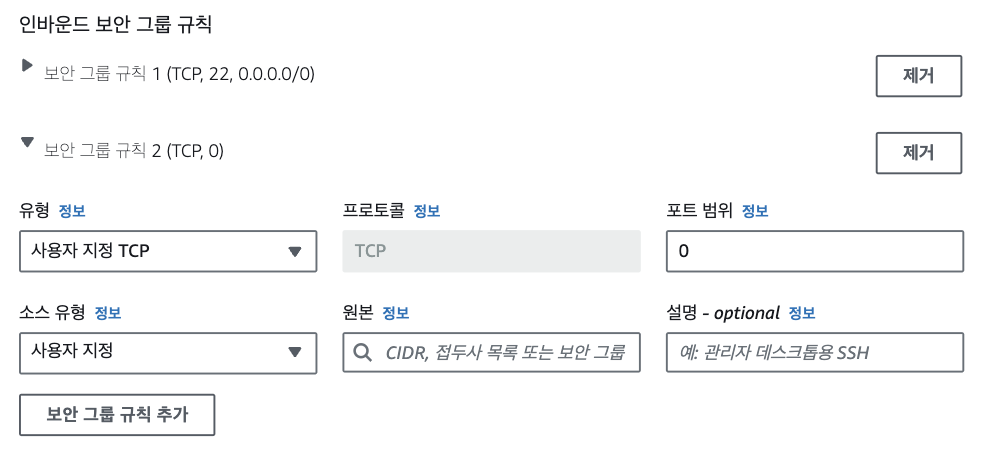 인바운드 보안 그룹 규칙
보안 그룹 규칙 1 (TCP, 22, 0.0.0.0/0)
제거
보안 그룹 규칙 2 (TCP, 0)
제거
유형 정보
프로토콜 정보
포트 범위 정보
사용자 지정 TCP
TCP
0
소스 유형 정보
원본 정보
설명 - optional 정보
사용자 지정
CIDR, 접두사 목록 또는 보안 그룹
예: 관리자 데스크톱용 SSH
보안 그룹 규칙 추가